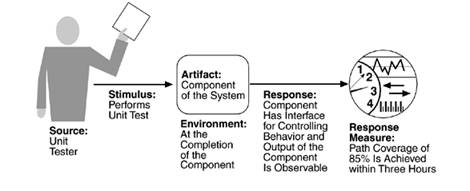 Source:
Unit
Tester
Stimulus:
Performs
Unit Test
Artifact:
Component
of the System
Environment:
At the
Completion
of the
Component
Response:
Component
Has Interface
for Controlling
Behavior and
Output of the
Component
Is Observable
1
2
3
4
Response
Measure:
Path Coverage of
85% Is Achieved
within Three Hours